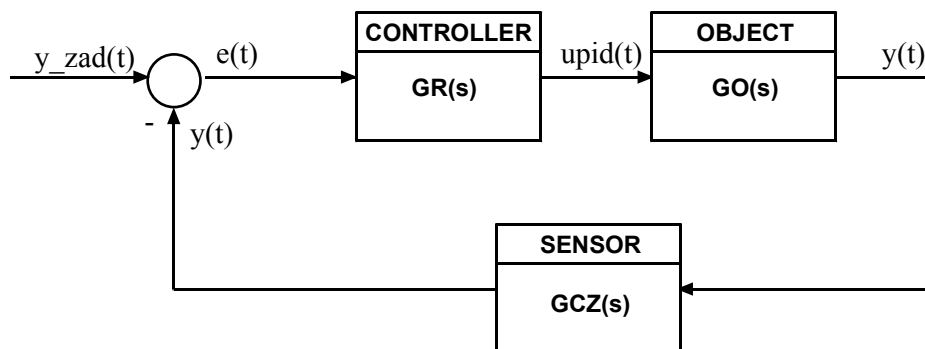 CONTROLLER
OBJECT
y_zad(t)
e(t)
upid(t)
y(t)
GR(s)
GO(s)
-
y(t)
SENSOR
GCZ(s)